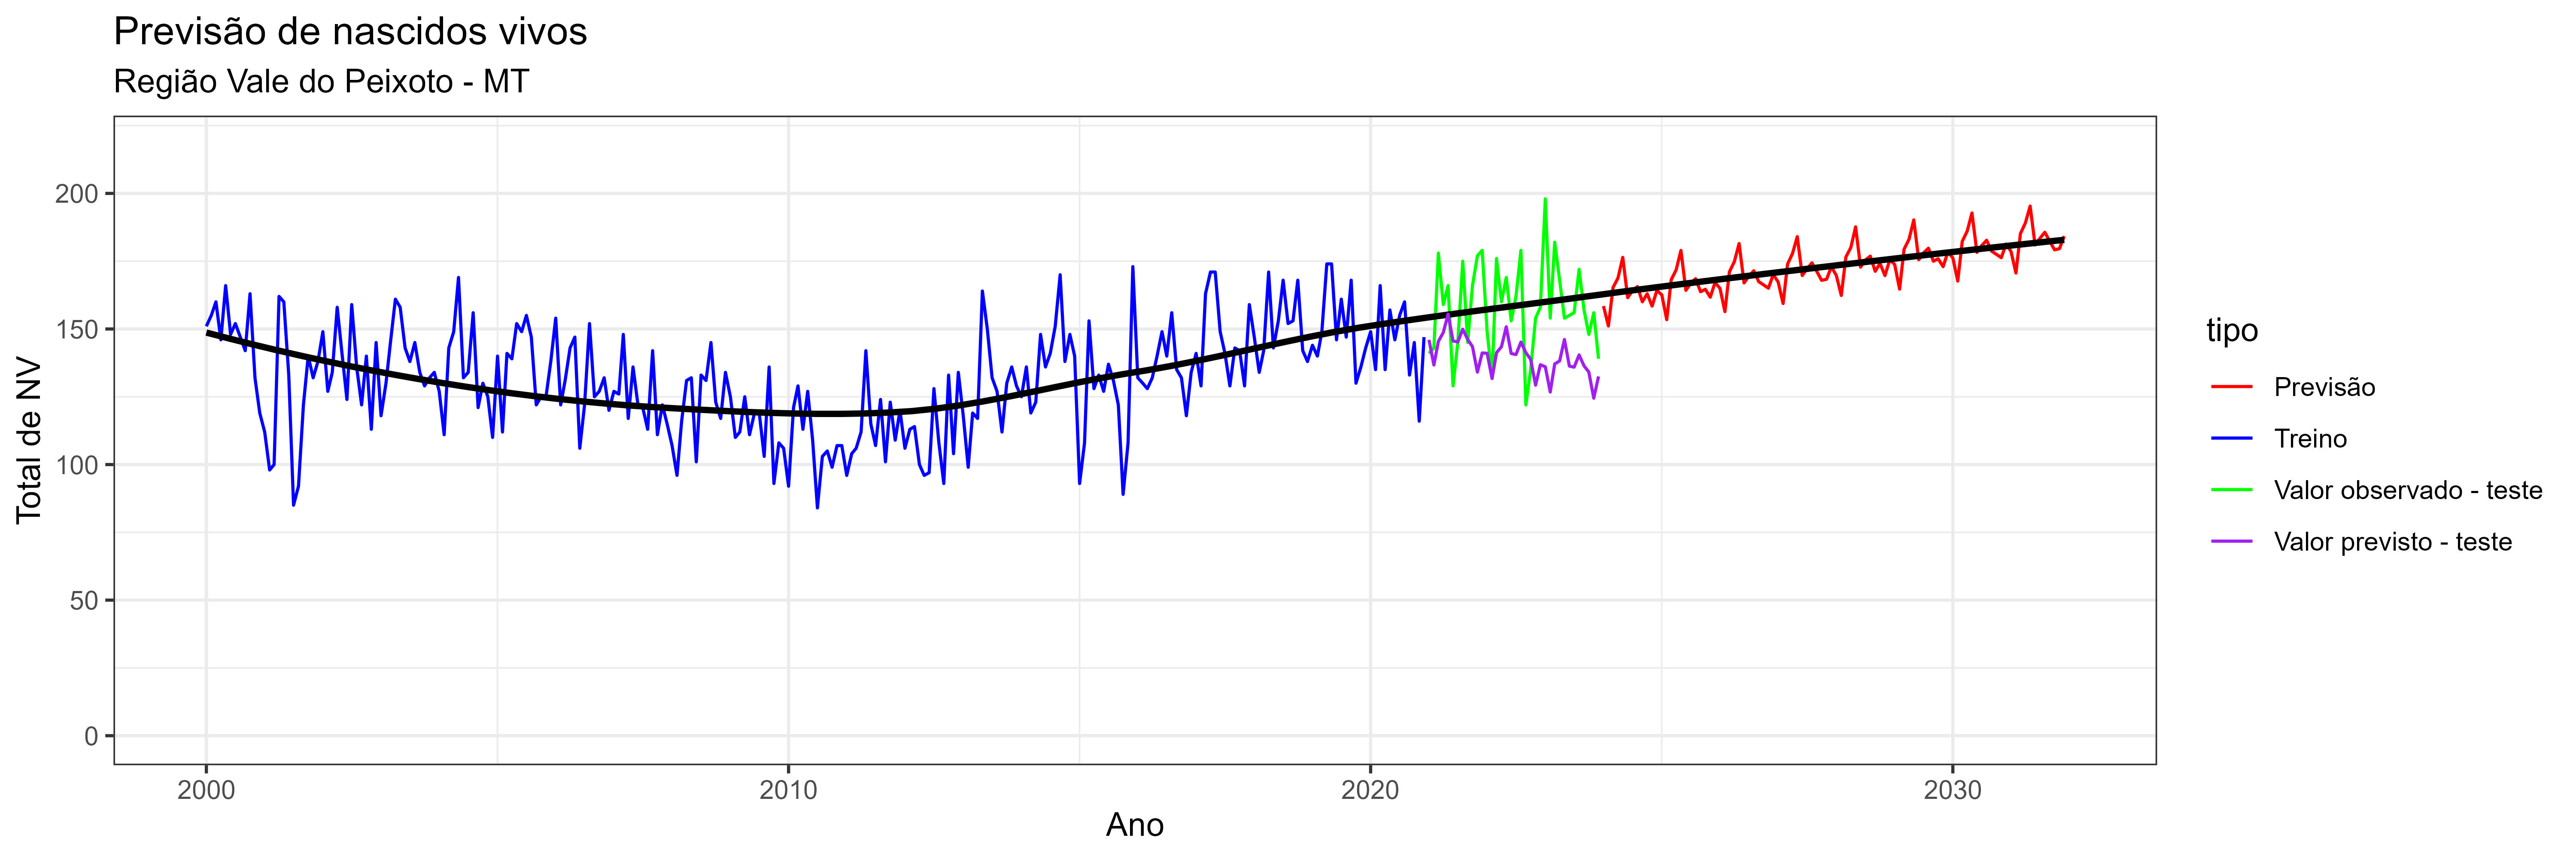 Previsão de nascidos vivos
Região Vale do Peixoto - MT
Total de NV
200
150
100
50
0
2000
2010
2020
2030
Ano
tipo
Previsão
Treino
Valor observado - teste
Valor previsto - teste